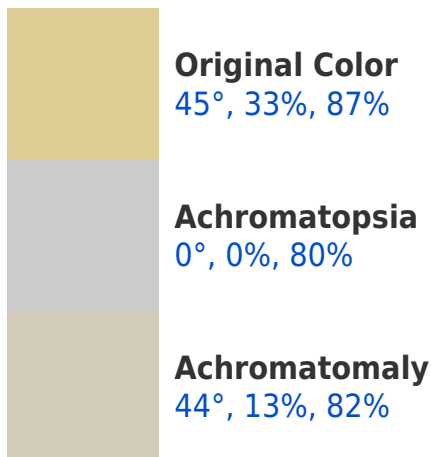 Original Color
45°, 33%, 87%
Achromatopsia
0°, 0%, 80%
Achromatomaly
44°, 13%, 82%